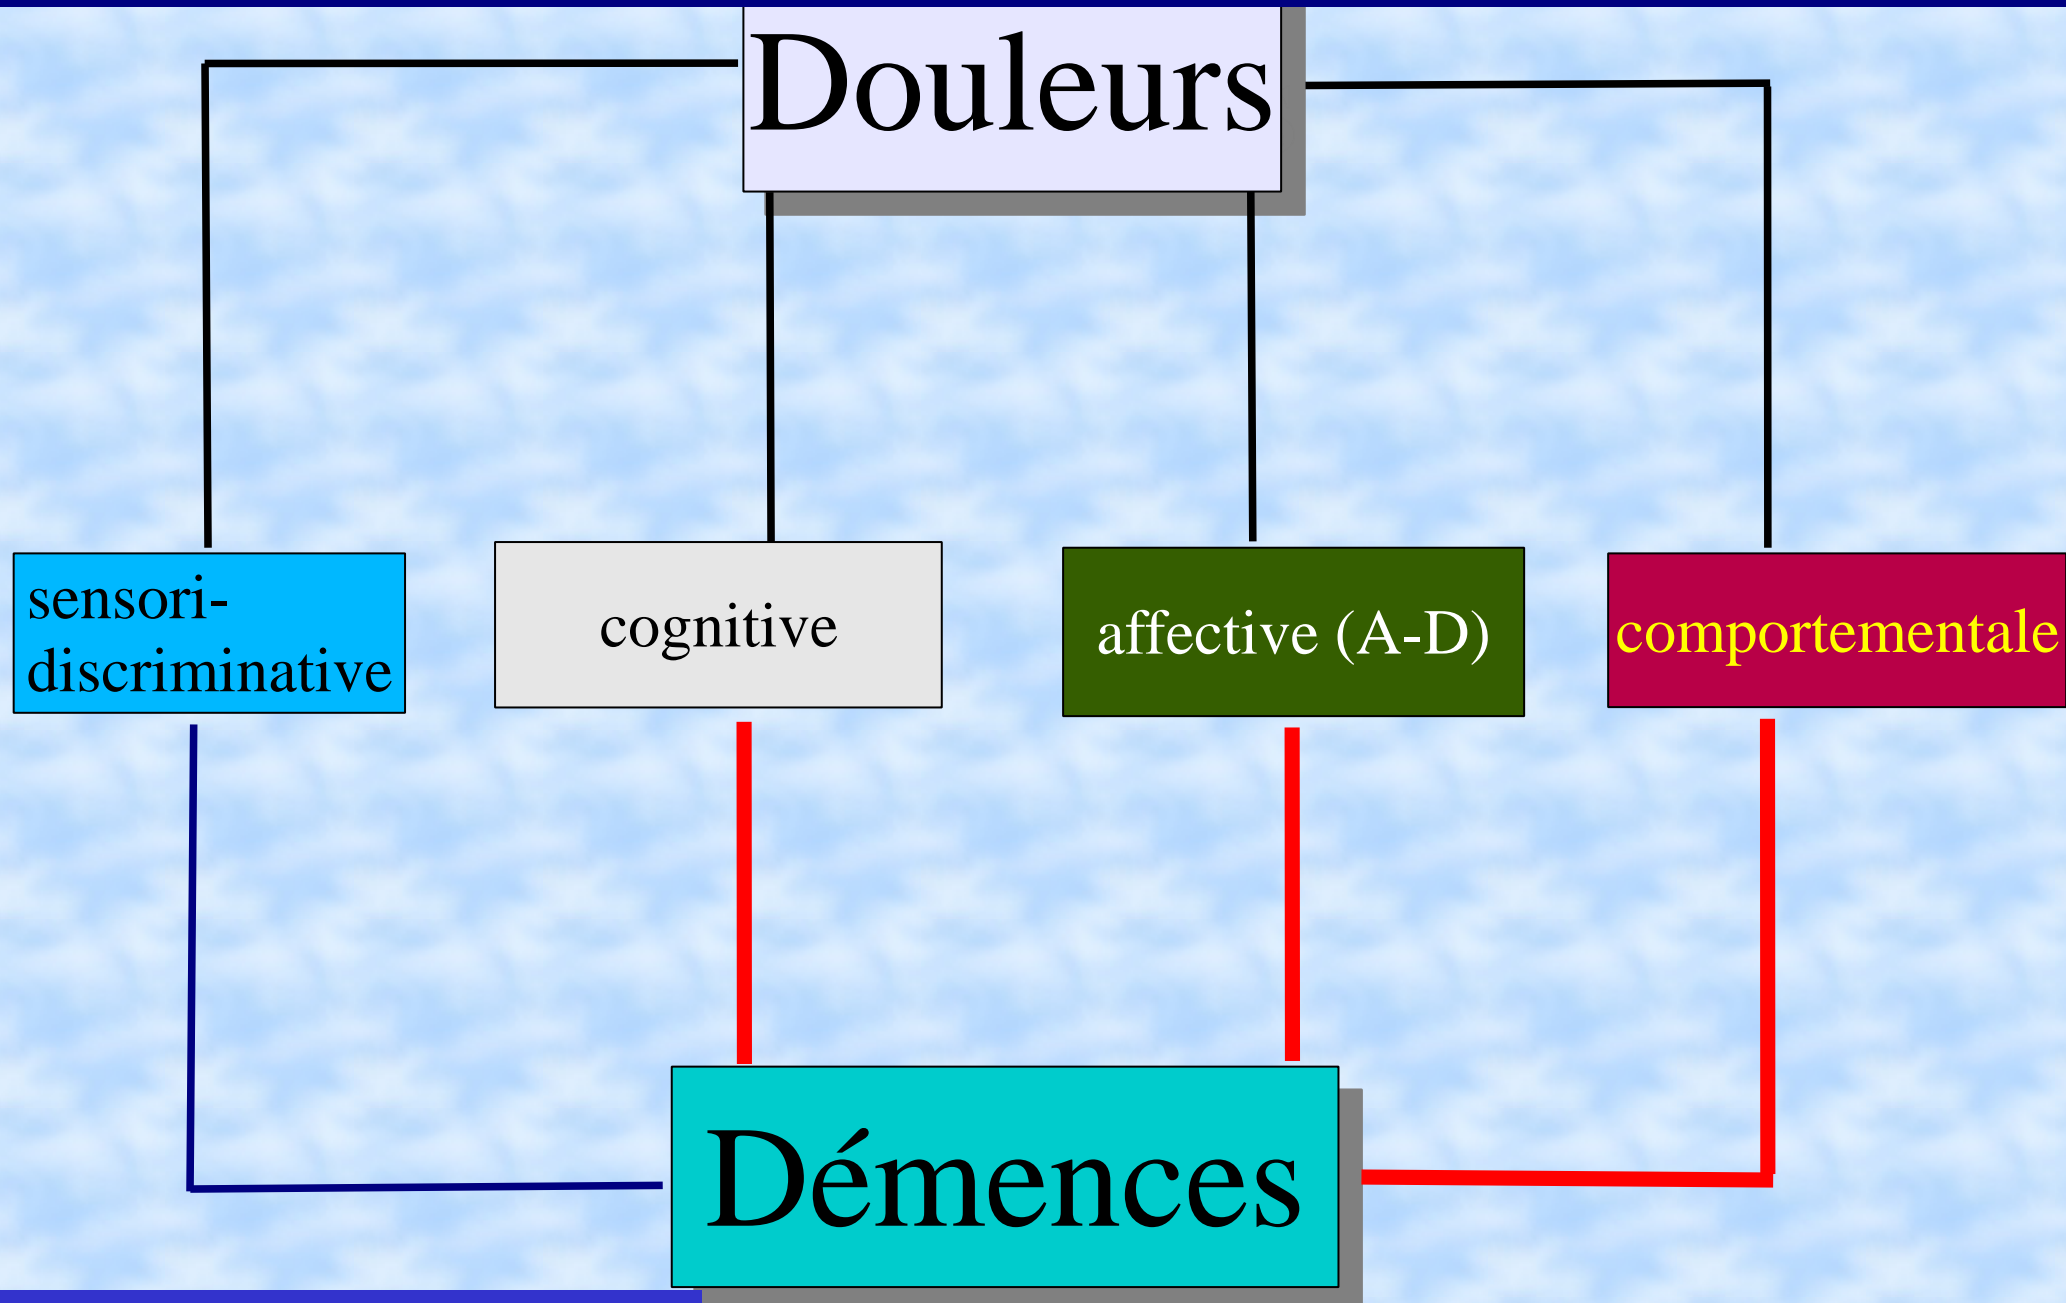 Douleurs
sensori-
discriminative
cognitive
affective (A-D)
comportementale
Démences